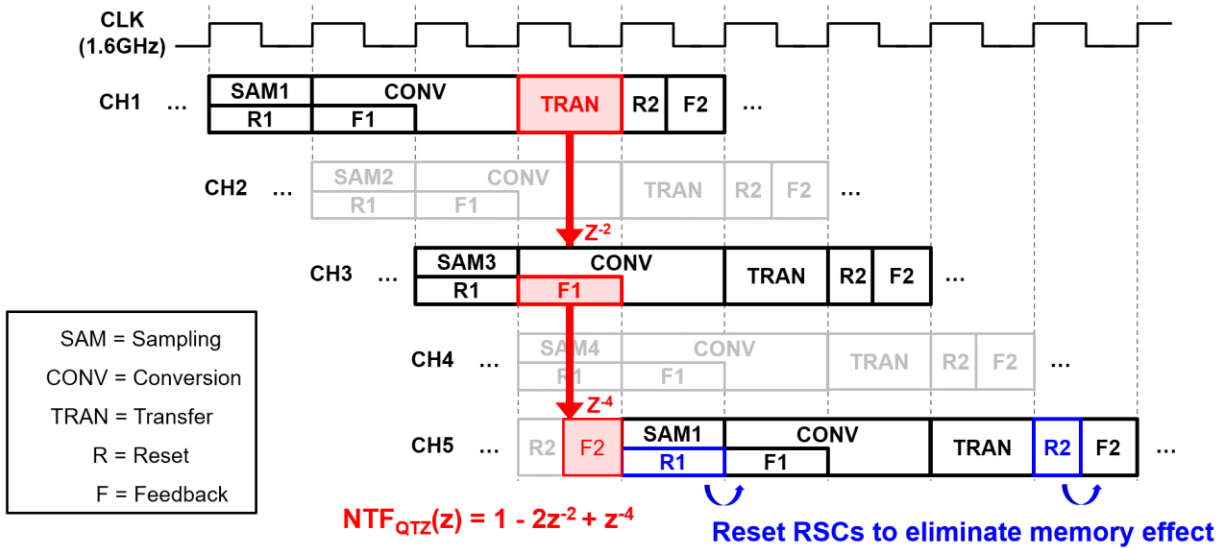 CLK
(1.6GHz)
CH1 ... SAM1 CONV TRAN R2 F2 ...
R1 F1
CH2 ... SAM2 CONV TRAN R2 F2 ...
R1 F1
Z-2
CH3 ... SAM3 CONV TRAN R2 F2 ...
R1 F1
CH4 ... SAM4 CONV TRAN R2 F2 ...
R1 F1
Z-4
CH5 ... R2 F2 SAM1 CONV TRAN R2 F2 ...
R1 F1
SAM = Sampling
CONV = Conversion
TRAN = Transfer
R = Reset
F = Feedback
NTFQTZ(z) = 1 - 2z-2 + z-4
Reset RSCs to eliminate memory effect